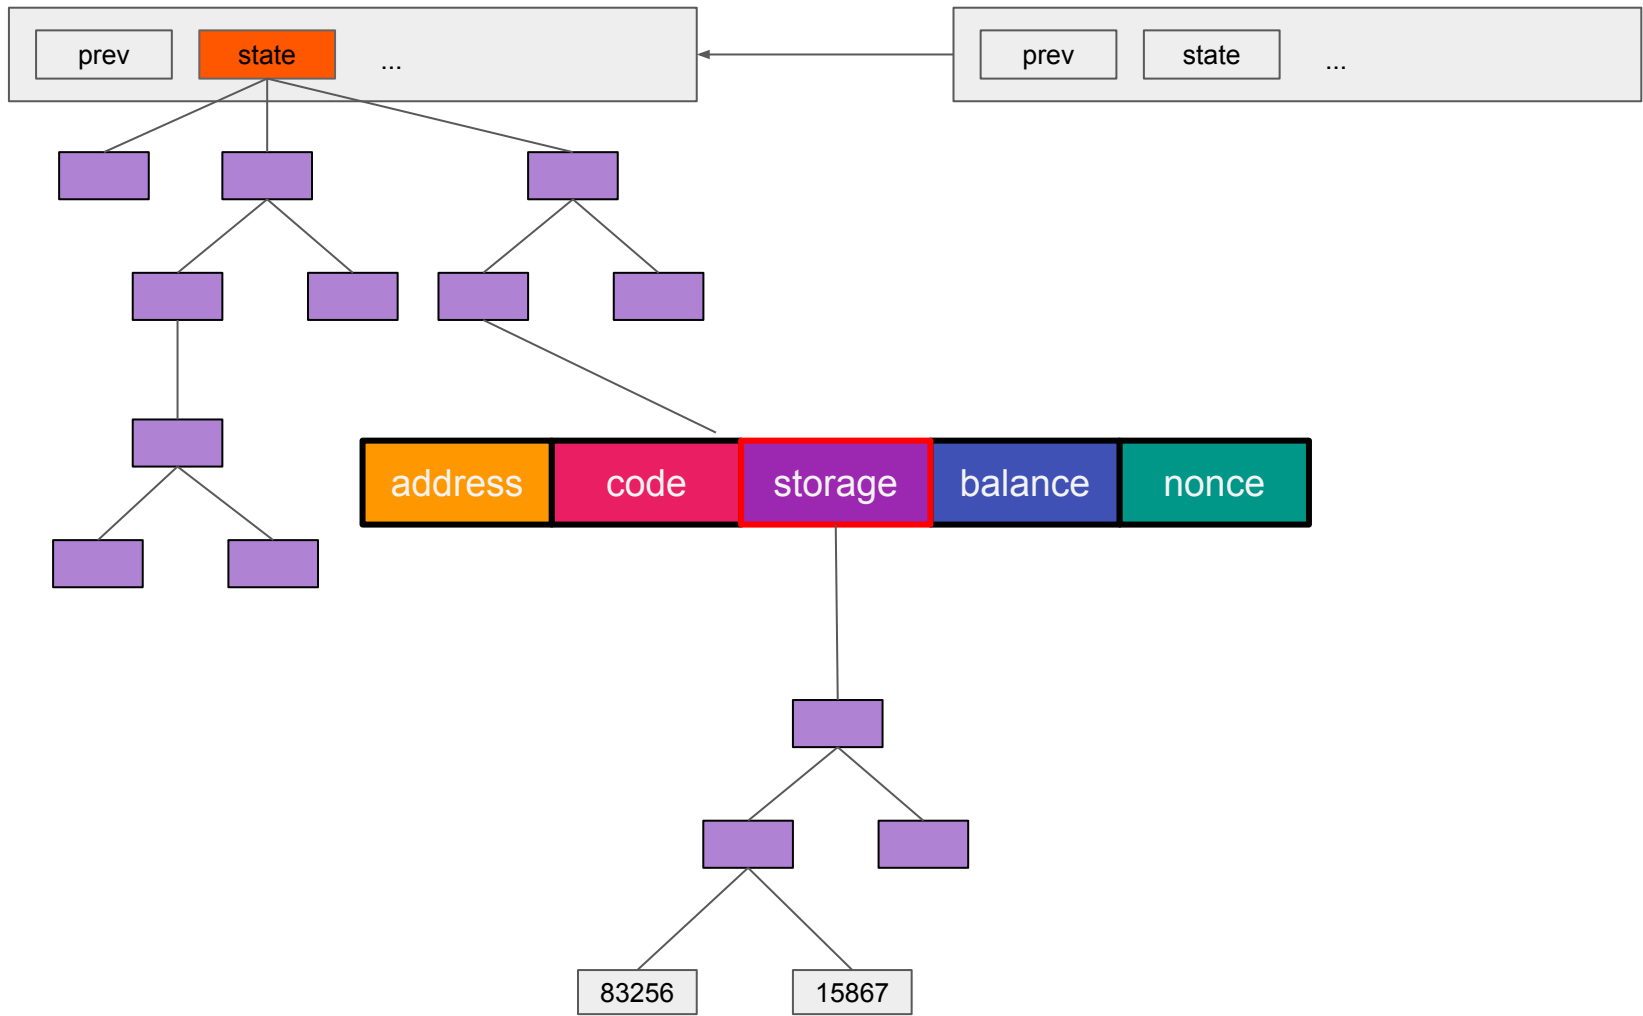 prev state ...
prev state ...
address code storage balance nonce
83256 15867